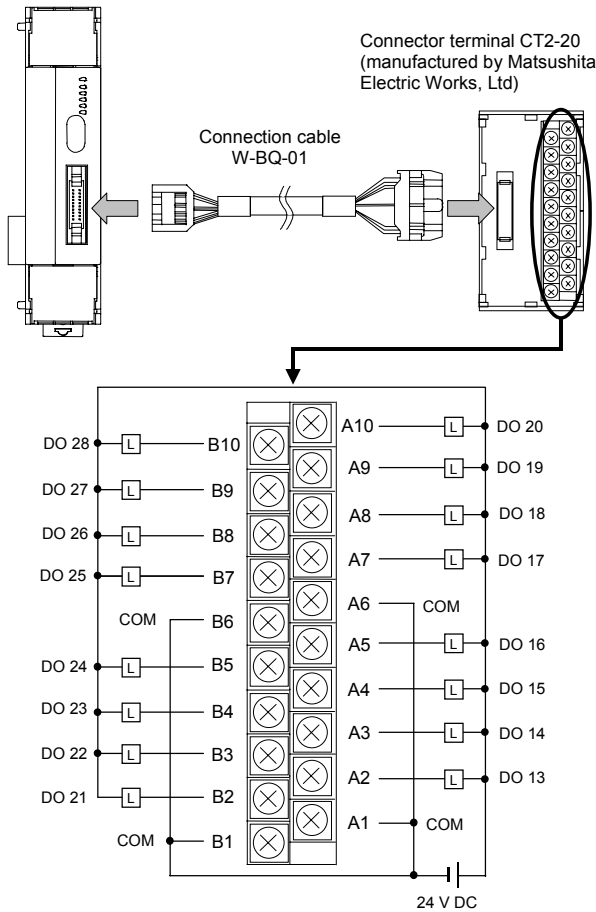 Connector terminal CT2-20
(manufactured by Matsushita
Electric Works, Ltd)
Connection cable
W-BQ-01
A10 L DO 20
DO 28 L B10
A9 L DO 19
DO 27 L B9
A8 L DO 18
DO 26 L B8
A7 L DO 17
DO 25 L B7
A6 COM
COM B6
A5 L DO 16
DO 24 L B5
A4 L DO 15
DO 23 L B4
A3 L DO 14
DO 22 L B3
A2 L DO 13
DO 21 L B2
A1 COM
COM B1
24 V DC